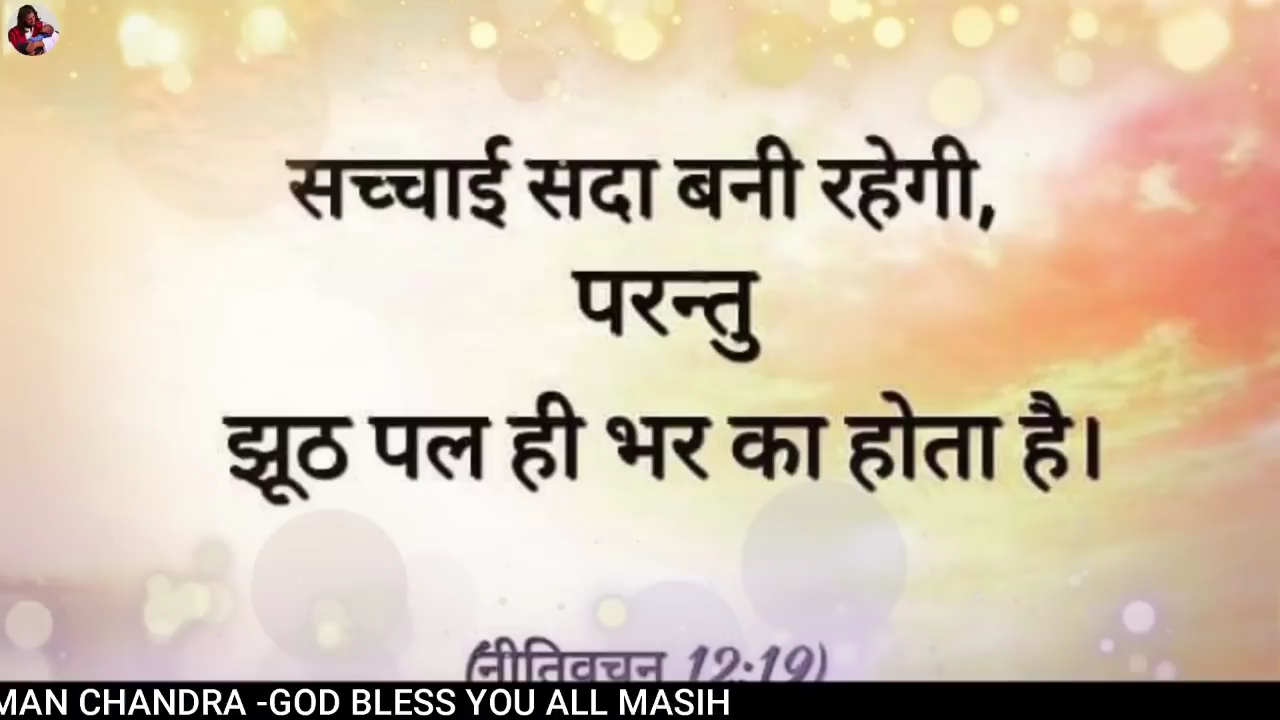 सच्चाई सदा बनी रहेगी,
परन्तु
झूठ पल ही भर का होता है।
(नीतिवचन 12:19)
MAN CHANDRA -GOD BLESS YOU ALL MASIH